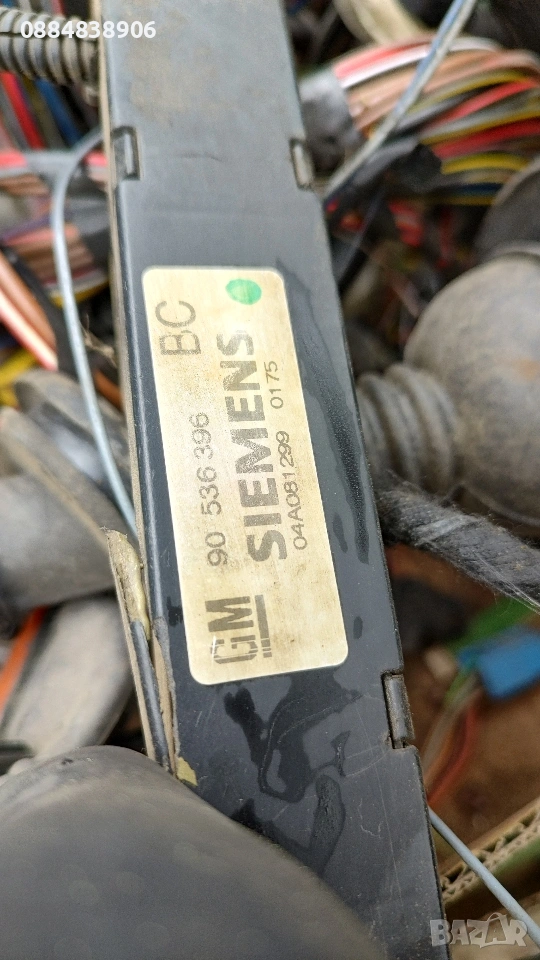 0884838906
GM 90 536 396 BC
SIEMENS
04A081299 0175
BAZAR